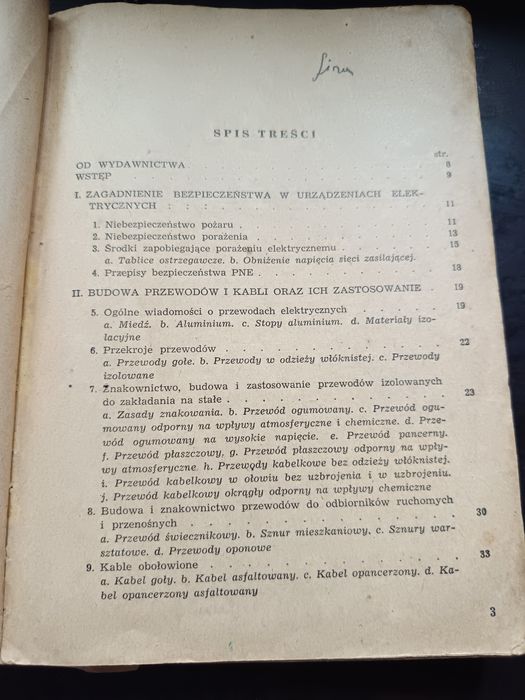 SPIS TREŚCI
str.
OD WYDAWNICTWA . . . . . . . . . . . 8
WSTĘP . . . . . . . . . . . . . 9
I. ZAGADNIENIE BEZPIECZEŃSTWA W URZĄDZENIACH ELEK-
TRYCZNYCH : : : . . . . . . . . . . 11
1. Niebezpieczeństwo pożaru . . . . . . . . . 11
2. Niebezpieczeństwo porażenia . . . . . . . . 13
3. Środki zapobiegające porażeniu elektrycznemu . . . . 15
a. Tablice ostrzegawcze. b. Obniżenie napięcia sieci zasilającej.
4. Przepisy bezpieczeństwa PNE . . . . . . . . 18
II. BUDOWA PRZEWODÓW I KABLI ORAZ ICH ZASTOSOWANIE . 19
5. Ogólne wiadomości o przewodach elektrycznych . . . . 19
a. Miedź. b. Aluminium. c. Stopy aluminium. d. Materiały izo-
lacyjne
6. Przekroje przewodów . . . . . . . . . . 22
a. Przewody gołe. b. Przewody w odzieży włóknistej. c. Przewody
izolowane
7. Znakownictwo, budowa i zastosowanie przewodów izolowanych
do zakładania na stałe . . . . . . . . . . 23
a. Zasady znakowania. b. Przewód ogumowany. c. Przewód ogu-
mowany odporny na wpływy atmosferyczne i chemiczne. d. Prze-
wód ogumowany na wysokie napięcie. e. Przewód pancerny.
f. Przewód płaszczowy, g. Przewód płaszczowy odporny na wpły-
wy atmosferyczne. h. Przewody kabelkowe bez odzieży włóknistej.
i. Przewód kabelkowy w ołowiu bez uzbrojenia i w uzbrojeniu.
j. Przewód kabelkowy okrągły odporny na wpływy chemiczne
8. Budowa i znakownictwo przewodów do odbiorników ruchomych
i przenośnych . . . . . . . . . . . . 30
a. Przewód świecznikowy. b. Sznur mieszkaniowy. c. Sznury war-
sztatowe. d. Przewody oponowe
9. Kable obołowione . . . . . . . . . . . 33
a. Kabel goły. b. Kabel asfaltowany. c. Kabel opancerzony. d. Ka-
bel opancerzony asfaltowany
3